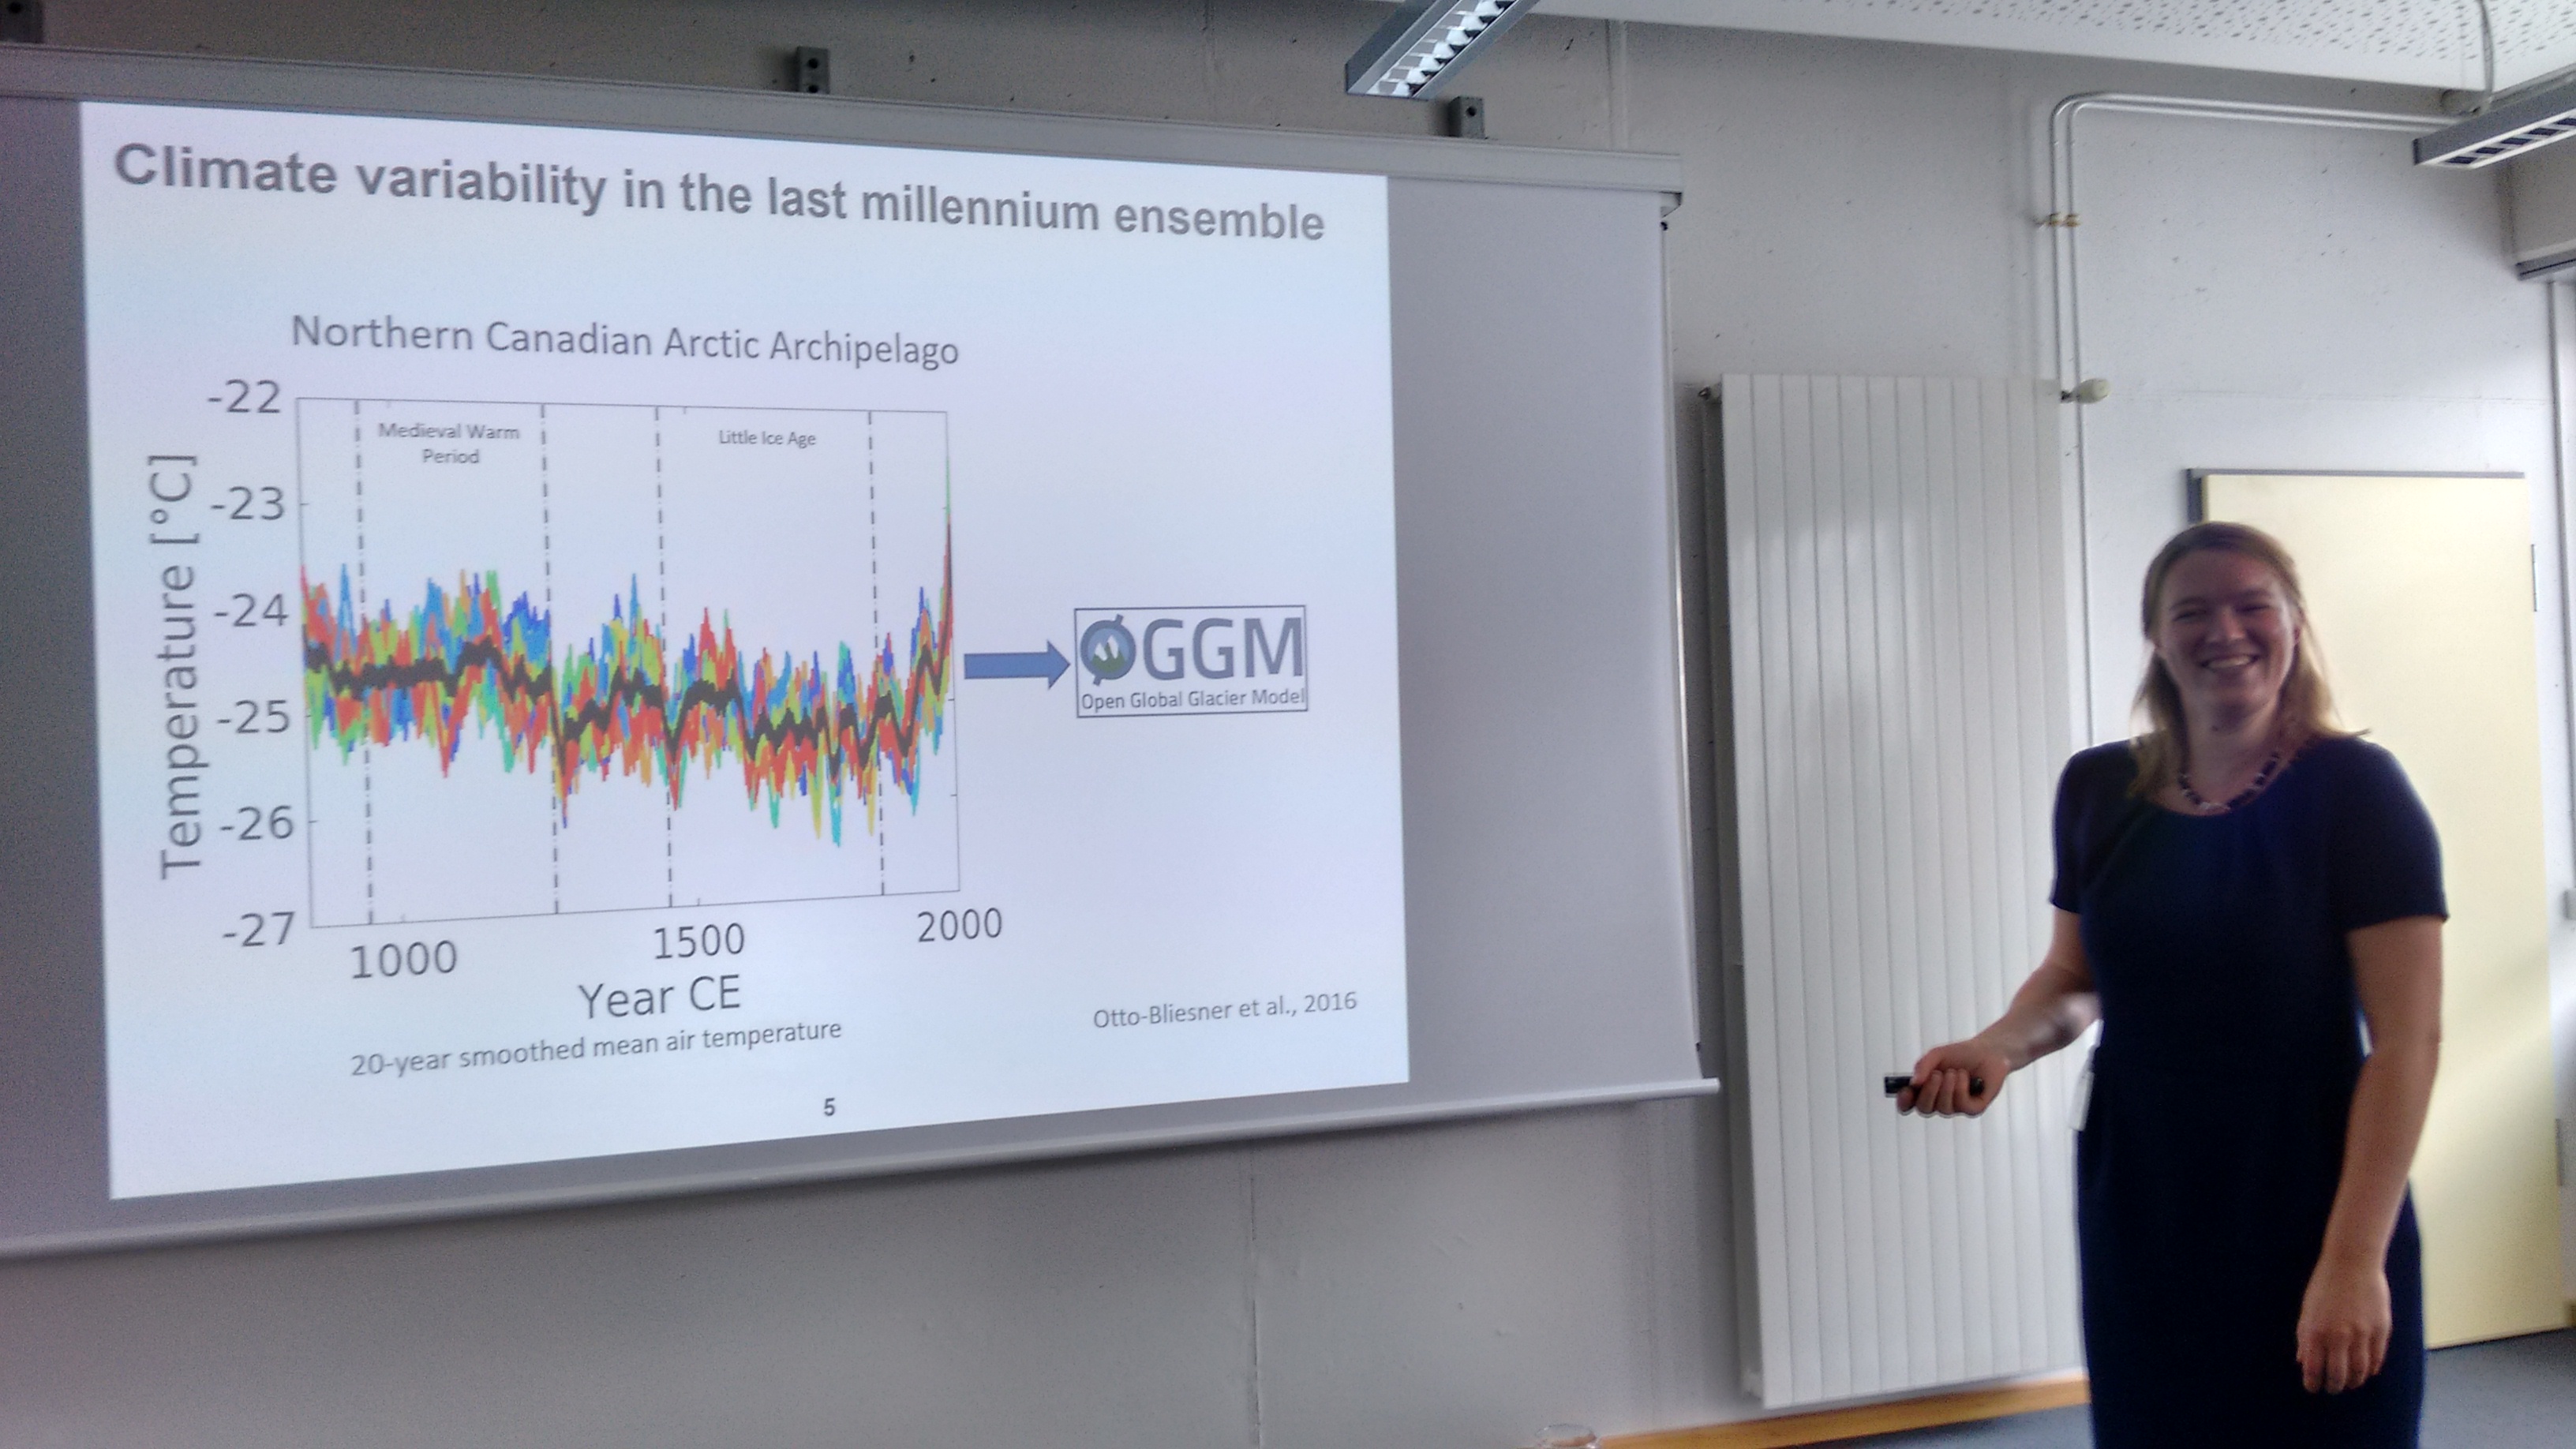 Climate variability in the last millennium ensemble
Northern Canadian Arctic Archipelago
-22
-23
-24
-25
-26
-27
Temperature [°C]
Medieval Warm
Period
Little Ice Age
1000
1500
2000
Year CE
20-year smoothed mean air temperature
OGGM
Open Global Glacier Model
Otto-Bliesner et al., 2016
5